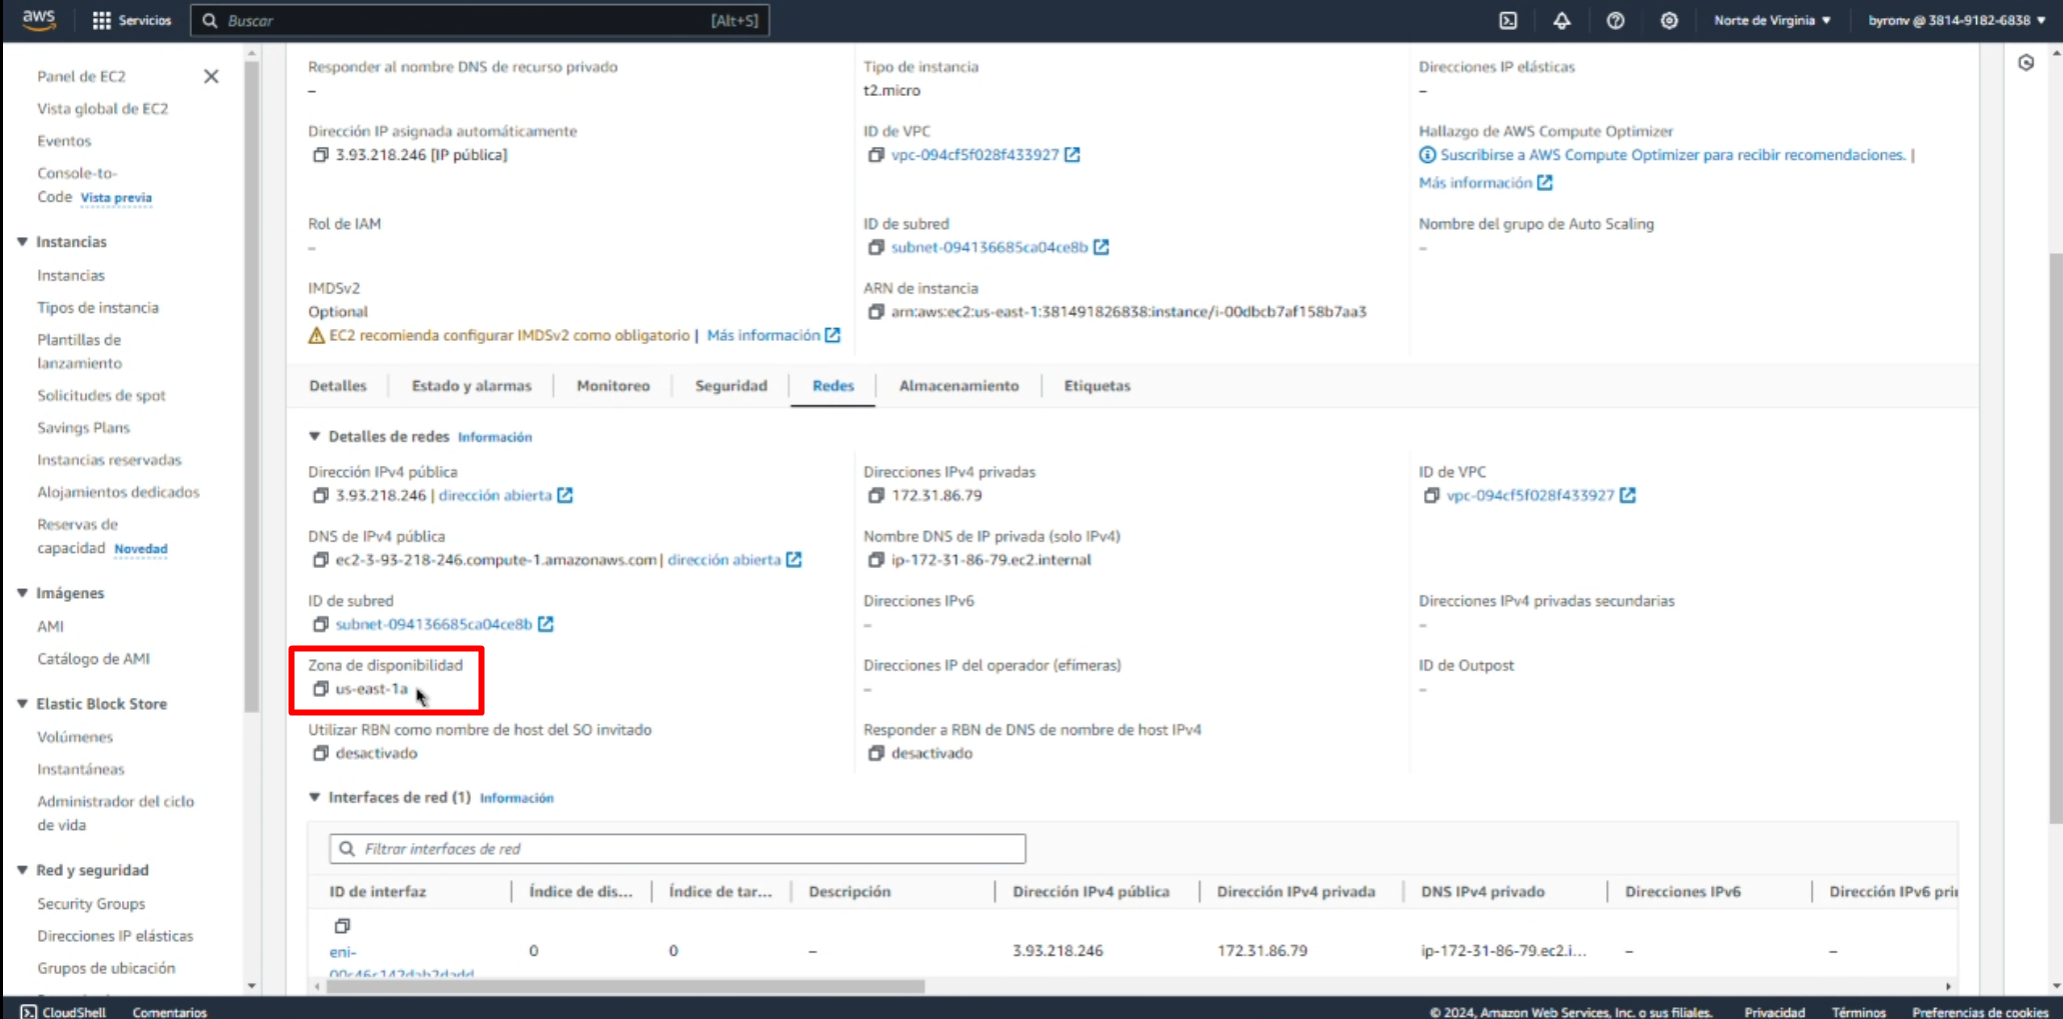 aws
Servicios
Buscar
[Alt+S]
Norte de Virginia ▼
byronv @ 3814-9182-6838 ▼
Panel de EC2
Vista global de EC2
Eventos
Console-to-
Code Vista previa
Instancias
Instancias
Tipos de instancia
Plantillas de
lanzamiento
Solicitudes de spot
Savings Plans
Instancias reservadas
Alojamientos dedicados
Reservas de
capacidad Novedad
Imágenes
AMI
Catálogo de AMI
Elastic Block Store
Volúmenes
Instantáneas
Administrador del ciclo
de vida
Red y seguridad
Security Groups
Direcciones IP elásticas
Grupos de ubicación
Responder al nombre DNS de recurso privado
–
Tipo de instancia
t2.micro
Direcciones IP elásticas
–
Dirección IP asignada automáticamente
3.93.218.246 [IP pública]
ID de VPC
vpc-094cf5f028f433927
Hallazgo de AWS Compute Optimizer
Suscribirse a AWS Compute Optimizer para recibir recomendaciones. |
Más información
Rol de IAM
–
ID de subred
subnet-094136685ca04ce8b
Nombre del grupo de Auto Scaling
–
IMDSv2
Optional
EC2 recomienda configurar IMDSv2 como obligatorio | Más información
ARN de instancia
arn:aws:ec2:us-east-1:381491826838:instance/i-00dbcb7af158b7aa3
Detalles
Estado y alarmas
Monitoreo
Seguridad
Redes
Almacenamiento
Etiquetas
Detalles de redes Información
Dirección IPv4 pública
3.93.218.246 | dirección abierta
Direcciones IPv4 privadas
172.31.86.79
ID de VPC
vpc-094cf5f028f433927
DNS de IPv4 pública
ec2-3-93-218-246.compute-1.amazonaws.com | dirección abierta
Nombre DNS de IP privada (solo IPv4)
ip-172-31-86-79.ec2.internal
ID de subred
subnet-094136685ca04ce8b
Direcciones IPv6
–
Direcciones IPv4 privadas secundarias
–
Zona de disponibilidad
us-east-1a
Direcciones IP del operador (efímeras)
–
ID de Outpost
–
Utilizar RBN como nombre de host del SO invitado
desactivado
Responder a RBN de DNS de nombre de host IPv4
desactivado
Interfaces de red (1) Información
Filtrar interfaces de red
ID de interfaz
Índice de dis...
Índice de tar...
Descripción
Dirección IPv4 pública
Dirección IPv4 privada
DNS IPv4 privado
Direcciones IPv6
Dirección IPv6 pri
eni-
0
0
–
3.93.218.246
172.31.86.79
ip-172-31-86-79.ec2.i...
–
–
CloudShell
Comentarios
© 2024, Amazon Web Services, Inc. o sus filiales.
Privacidad
Términos
Preferencias de cookies